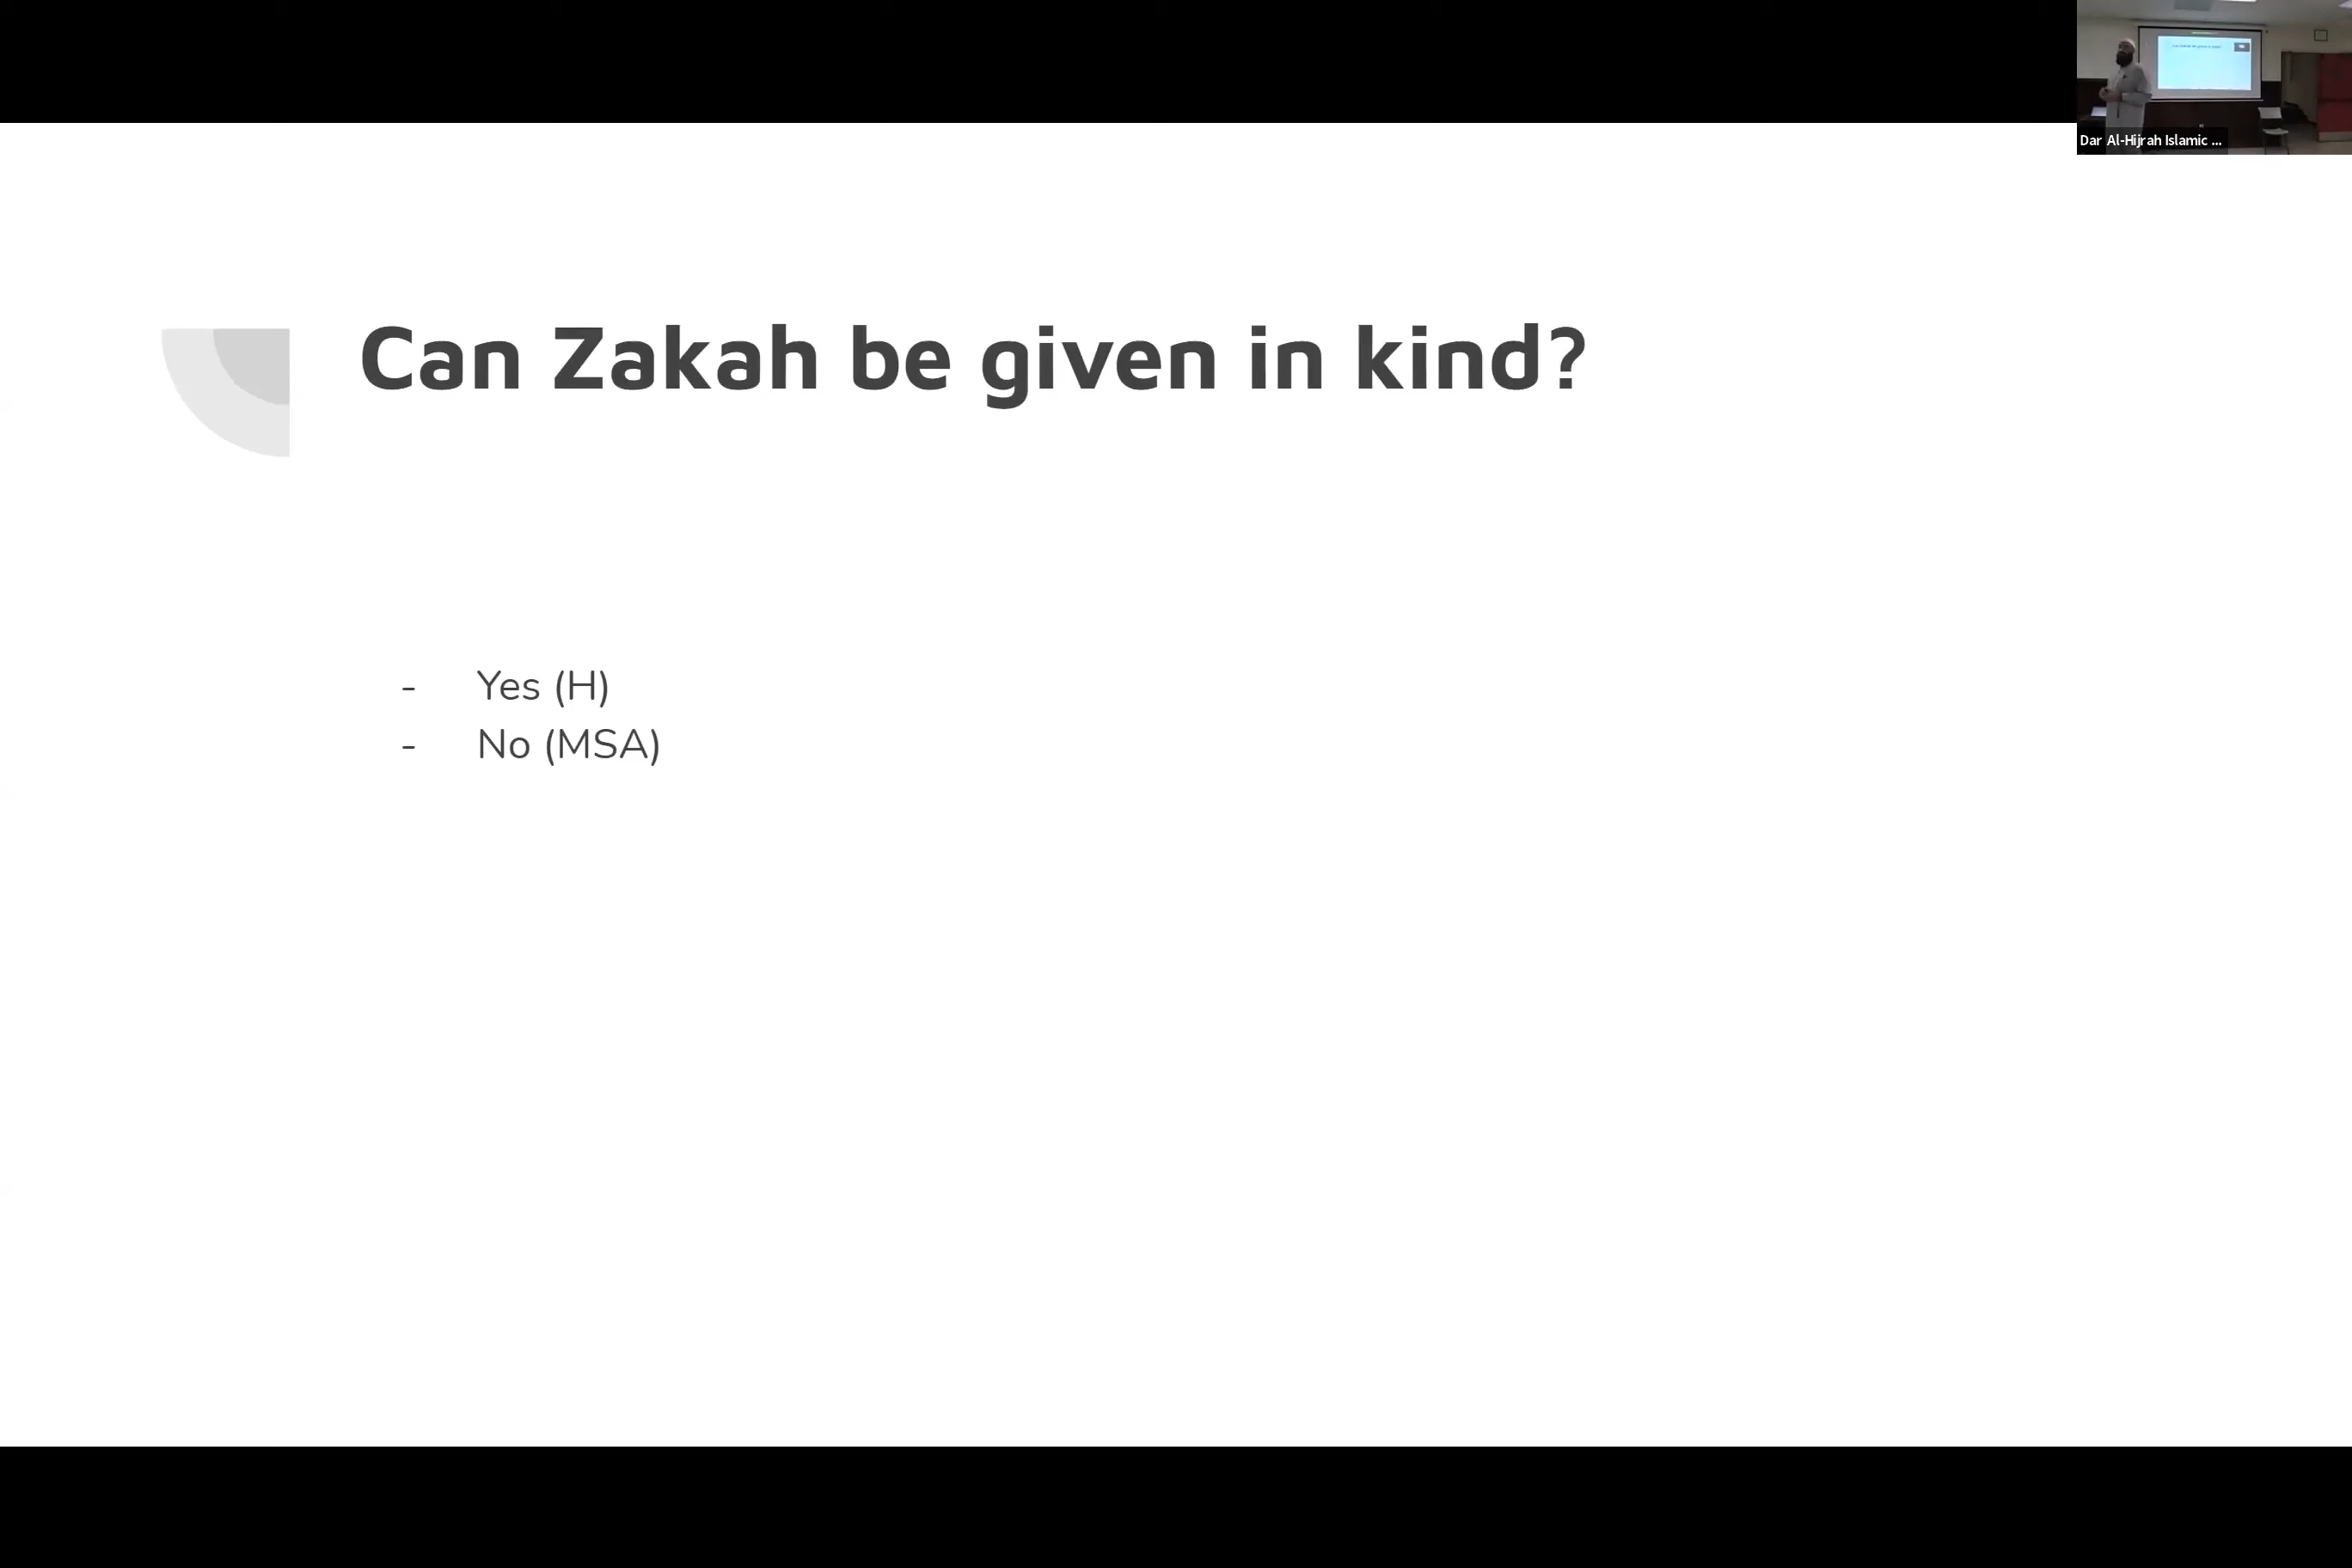 Dar Al-Hijrah Islamic ...
Can Zakah be given in kind?
- Yes (H)
- No (MSA)